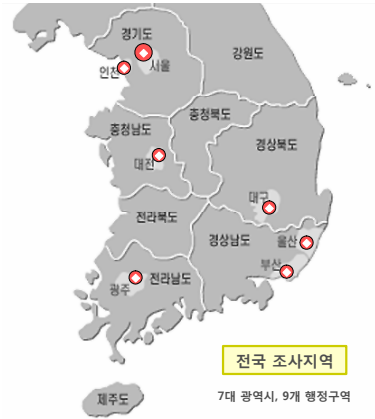 경기도
서울
인천
강원도
충청북도
충청남도
대전
경상북도
대구
전라북도
경상남도
울산
부산
광주
전라남도
제주도
전국 조사지역
7대 광역시, 9개 행정구역